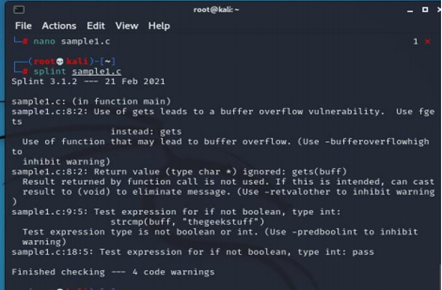 root@kali: ~
File Actions Edit View Help
nano sample1.c 1
(root kali)-[~]
# splint sample1.c
Splint 3.1.2 --- 21 Feb 2021
sample1.c: (in function main)
sample1.c:8:2: Use of gets leads to a buffer overflow vulnerability. Use fge
ts
instead: gets
Use of function that may lead to buffer overflow. (Use -bufferoverflowhigh
to
inhibit warning)
sample1.c:8:2: Return value (type char *) ignored: gets(buff)
Result returned by function call is not used. If this is intended, can cast
result to (void) to eliminate message. (Use -retvalother to inhibit warning
)
sample1.c:9:5: Test expression for if not boolean, type int:
strcmp(buff, "thegeekstuff")
Test expression type is not boolean or int. (Use -predboolint to inhibit
warning)
sample1.c:18:5: Test expression for if not boolean, type int: pass
Finished checking --- 4 code warnings